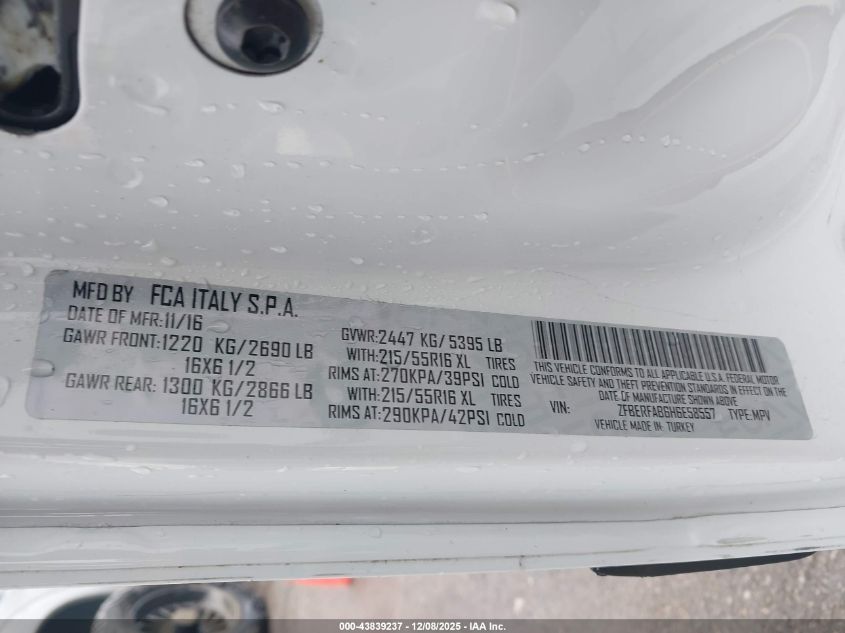 MFD BY FCA ITALY S.P.A.
DATE OF MFR:11/16
GAWR FRONT:1220 KG/2690 LB
16X6 1/2
GAWR REAR: 1300 KG/2866 LB
16X6 1/2
GVWR:2447 KG/5395 LB
WITH:215/55R16 XL TIRES
RIMS AT:270KPA/39PSI COLD
WITH:215/55R16 XL TIRES
RIMS AT:290KPA/42PSI COLD
THIS VEHICLE CONFORMS TO ALL APPLICABLE U.S.A. FEDERAL MOTOR
VEHICLE SAFETY AND THEFT PREVENTION STANDARDS IN EFFECT ON THE
DATE OF MANUFACTURE SHOWN ABOVE
VIN: ZFBERFAB6H6E58557 TYPE:MPV
VEHICLE MADE IN: TURKEY
000-43839237 - 12/08/2025 - IAA Inc.